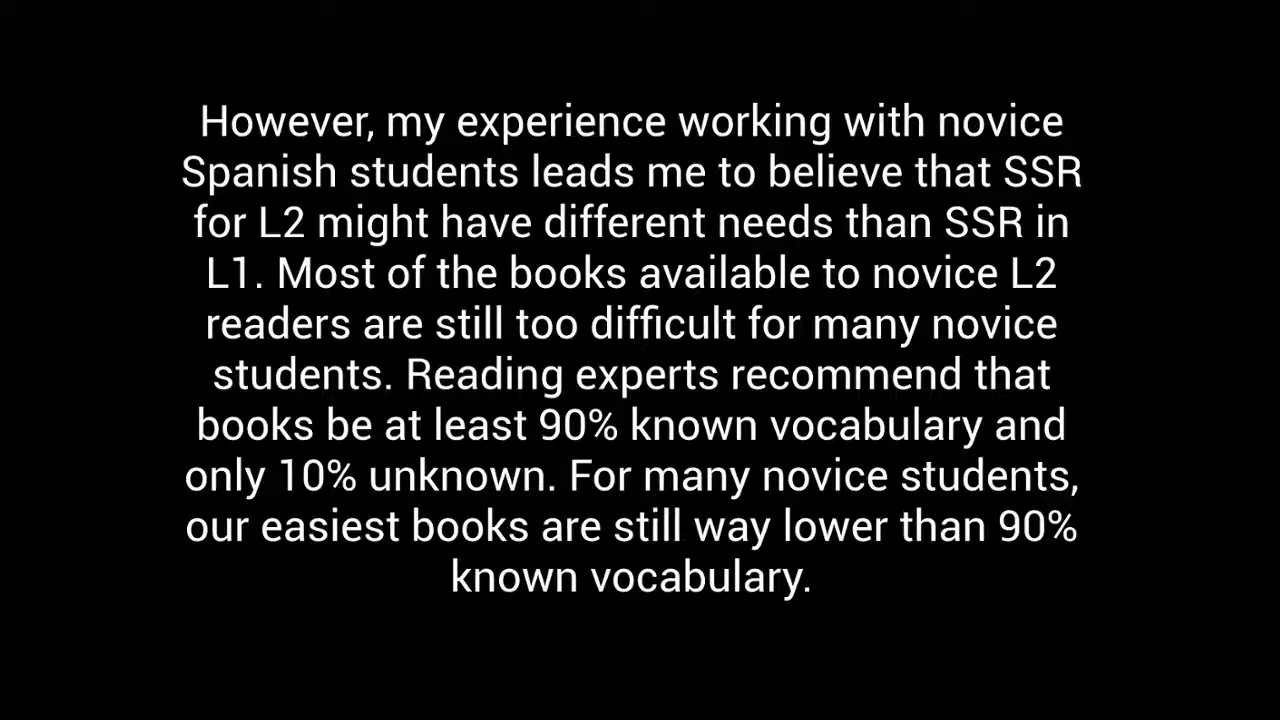 However, my experience working with novice
Spanish students leads me to believe that SSR
for L2 might have different needs than SSR in
L1. Most of the books available to novice L2
readers are still too difficult for many novice
students. Reading experts recommend that
books be at least 90% known vocabulary and
only 10% unknown. For many novice students,
our easiest books are still way lower than 90%
known vocabulary.